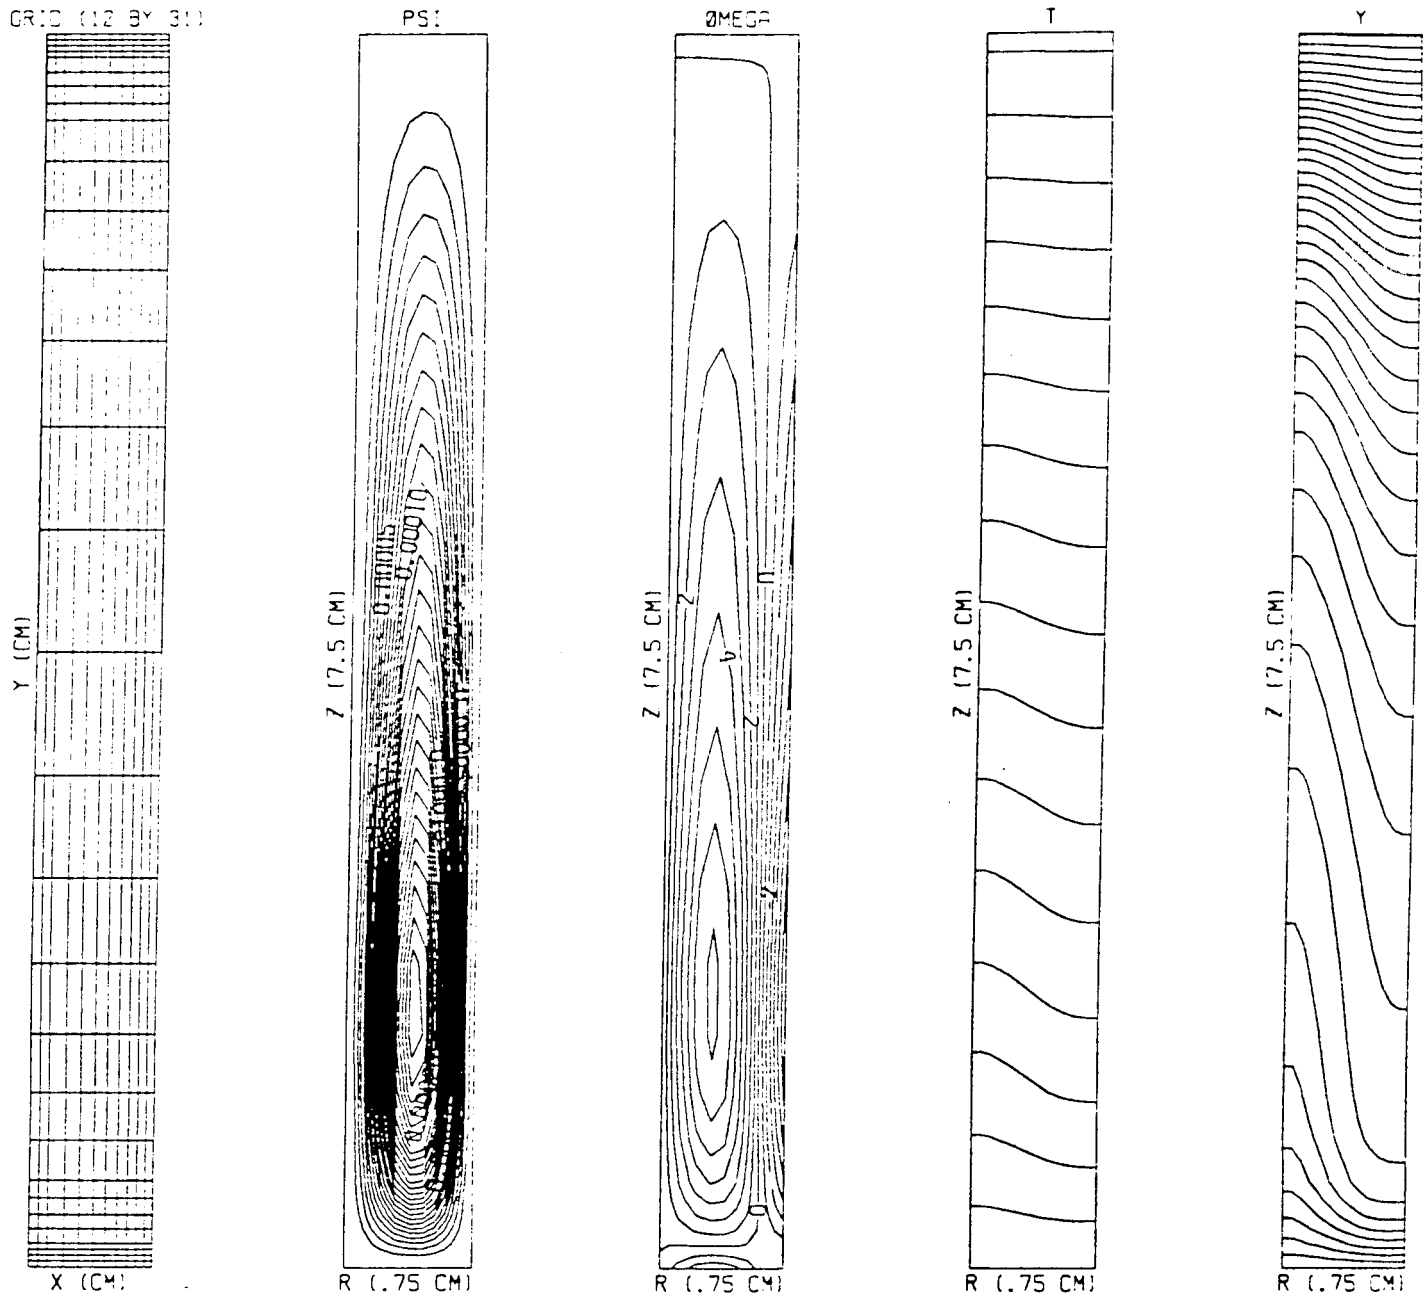 GRID (12 BY 31)
PSI
ØMEGA
T
Y
Y (CM)
Z (7.5 CM)
Z (7.5 CM)
Z (7.5 CM)
Z (7.5 CM)
0.00005
0.00010
2
0
4
2
0
X (CM)
R (.75 CM)
R (.75 CM)
R (.75 CM)
R (.75 CM)